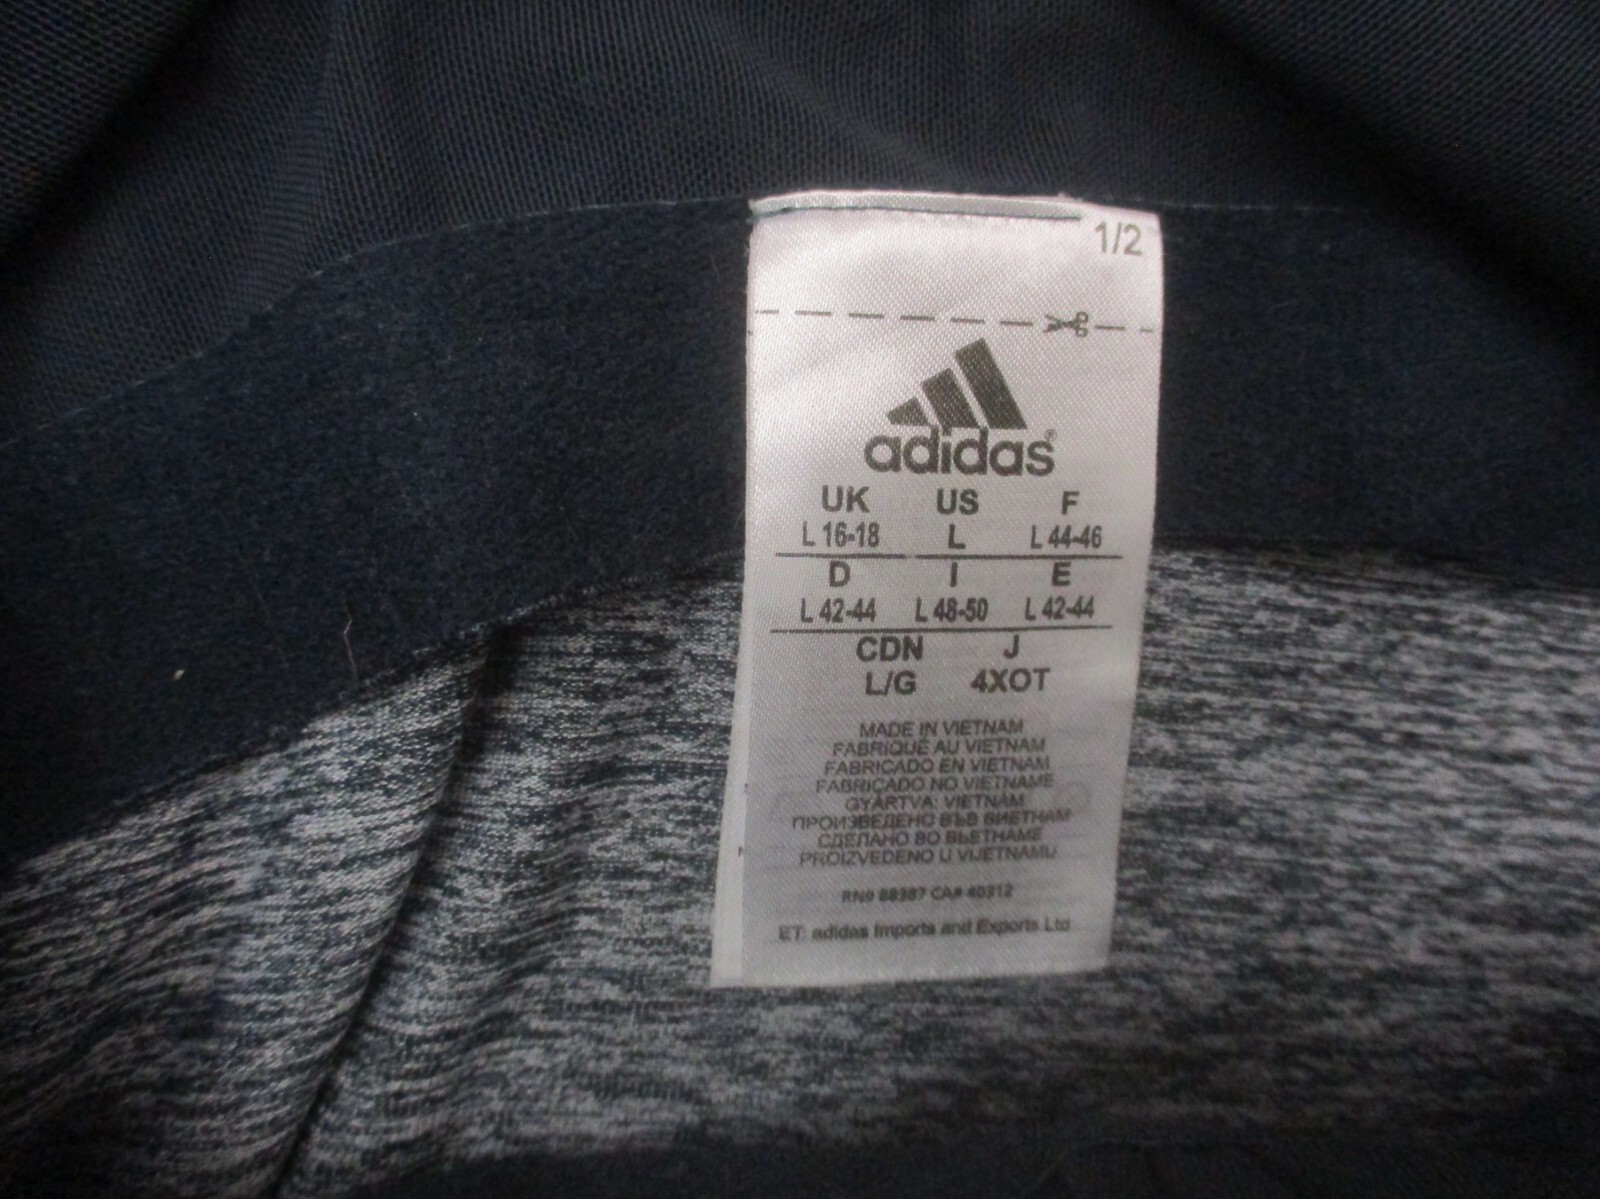 1/2
adidas®
UK US F
L 16-18 L L 44-46
D I E
L 42-44 L 48-50 L 42-44
CDN J
L/G 4XOT
MADE IN VIETNAM
FABRIQUÉ AU VIETNAM
FABRICADO EN VIETNAM
FABRICADO NO VIETNAME
GYÁRTVA: VIETNAM
ПРОИЗВЕДЕНО ВЪВ ВИЕТНАМ
СДЕЛАНО ВО ВЬЕТНАМЕ
PROIZVEDENO U VIJETNAMU
RN# 88387 CA# 40312
ET: adidas Imports and Exports Ltd